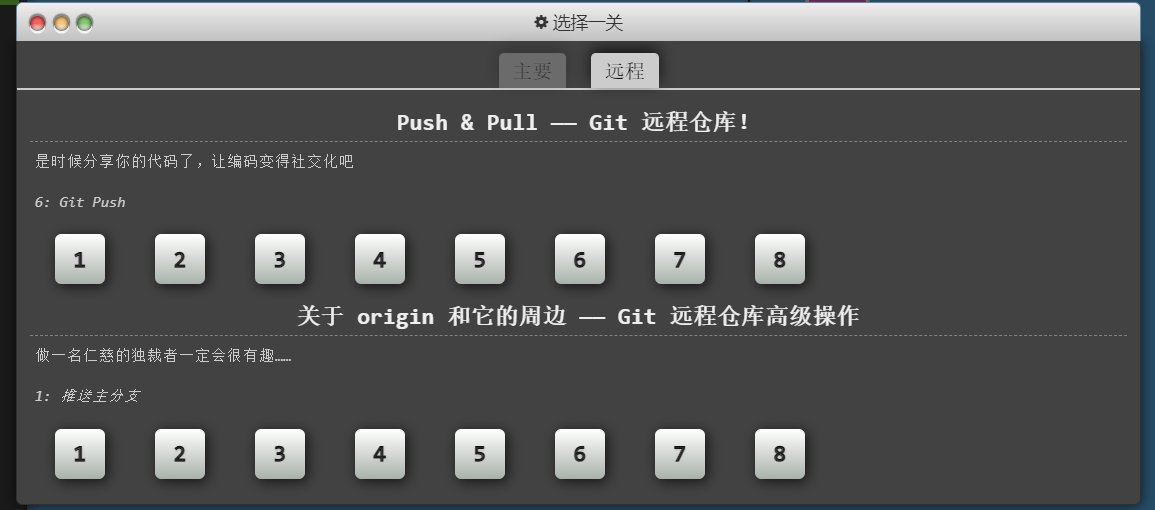 选择一关
主要 远程
Push & Pull —— Git 远程仓库!
是时候分享你的代码了，让编码变得社交化吧
6: Git Push
1 2 3 4 5 6 7 8
关于 origin 和它的周边 —— Git 远程仓库高级操作
做一名仁慈的独裁者一定会很有趣……
1: 推送主分支
1 2 3 4 5 6 7 8